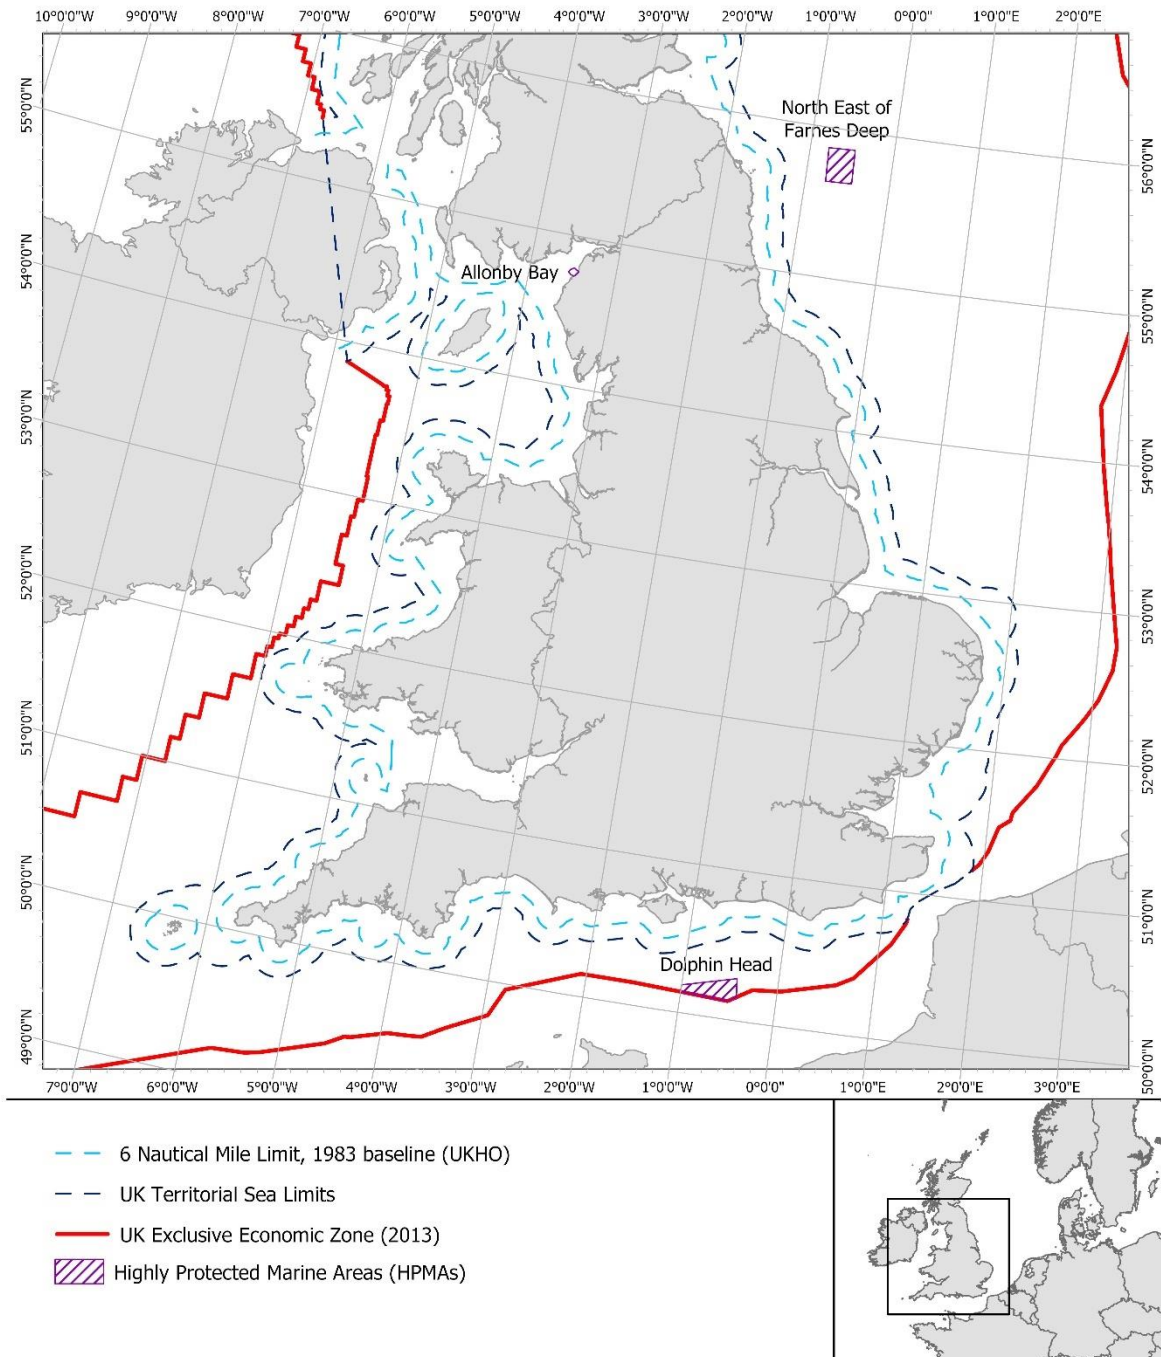 10°0'0"W 9°0'0"W 8°0'0"W 7°0'0"W 6°0'0"W 5°0'0"W 4°0'0"W 3°0'0"W 2°0'0"W 1°0'0"W 0°0'0"E 1°0'0"E 2°0'0"E
55°0'0"N
54°0'0"N
53°0'0"N
52°0'0"N
51°0'0"N
50°0'0"N
49°0'0"N
North East of
Farnes Deep
Allonby Bay
Dolphin Head
56°0'0"N
55°0'0"N
54°0'0"N
53°0'0"N
52°0'0"N
51°0'0"N
50°0'0"N
7°0'0"W 6°0'0"W 5°0'0"W 4°0'0"W 3°0'0"W 2°0'0"W 1°0'0"W 0°0'0"E 1°0'0"E 2°0'0"E 3°0'0"E
6 Nautical Mile Limit, 1983 baseline (UKHO)
UK Territorial Sea Limits
UK Exclusive Economic Zone (2013)
Highly Protected Marine Areas (HPMAs)